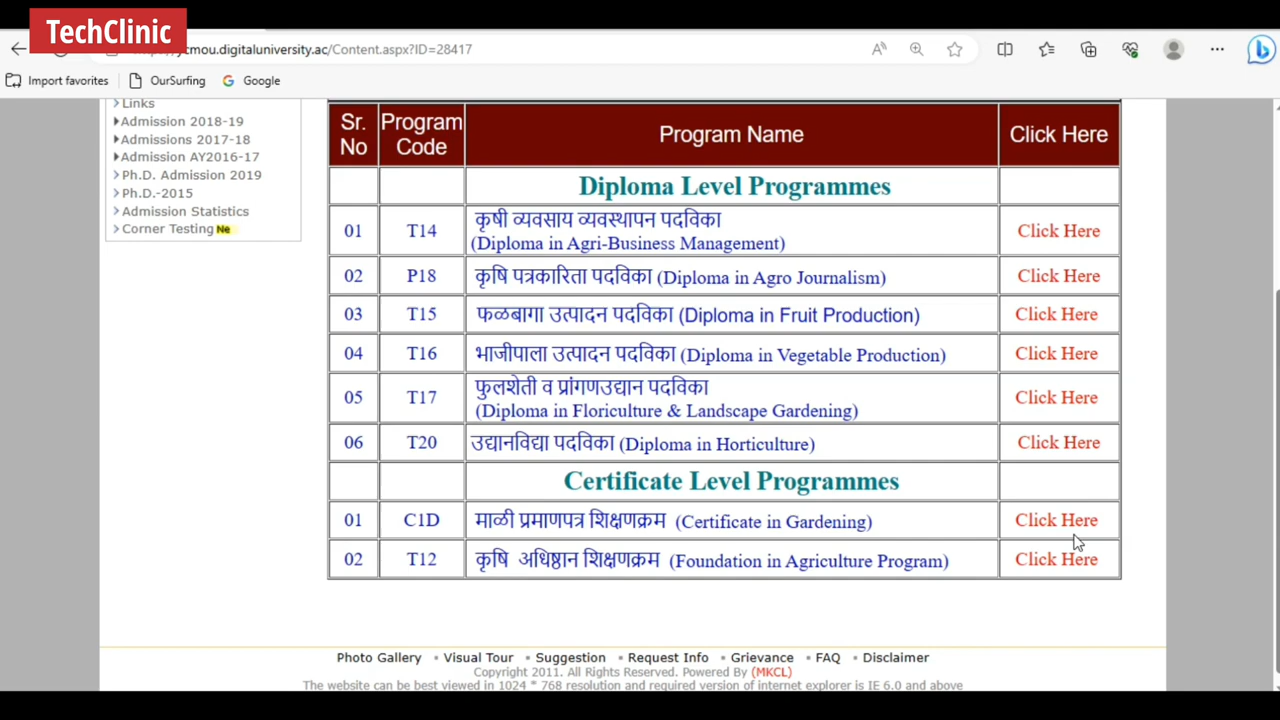 TechClinic
cmou.digitaluniversity.ac/Content.aspx?ID=28417
Import favorites
OurSurfing
Google
Links
Admission 2018-19
Admissions 2017-18
Admission AY2016-17
Ph.D. Admission 2019
Ph.D.-2015
Admission Statistics
Corner Testing Ne
Sr. No Program Code Program Name Click Here
Diploma Level Programmes
01 T14 कृषी व्यवसाय व्यवस्थापन पदविका
(Diploma in Agri-Business Management) Click Here
02 P18 कृषि पत्रकारिता पदविका (Diploma in Agro Journalism) Click Here
03 T15 फळबागा उत्पादन पदविका (Diploma in Fruit Production) Click Here
04 T16 भाजीपाला उत्पादन पदविका (Diploma in Vegetable Production) Click Here
05 T17 फुलशेती व प्रांगणउद्यान पदविका
(Diploma in Floriculture & Landscape Gardening) Click Here
06 T20 उद्यानविद्या पदविका (Diploma in Horticulture) Click Here
Certificate Level Programmes
01 C1D माळी प्रमाणपत्र शिक्षणक्रम (Certificate in Gardening) Click Here
02 T12 कृषि अधिष्ठान शिक्षणक्रम (Foundation in Agriculture Program) Click Here
Photo Gallery • Visual Tour • Suggestion • Request Info • Grievance • FAQ • Disclaimer
Copyright 2011. All Rights Reserved. Powered By (MKCL)
The website can be best viewed in 1024 * 768 resolution and required version of internet explorer is IE 6.0 and above